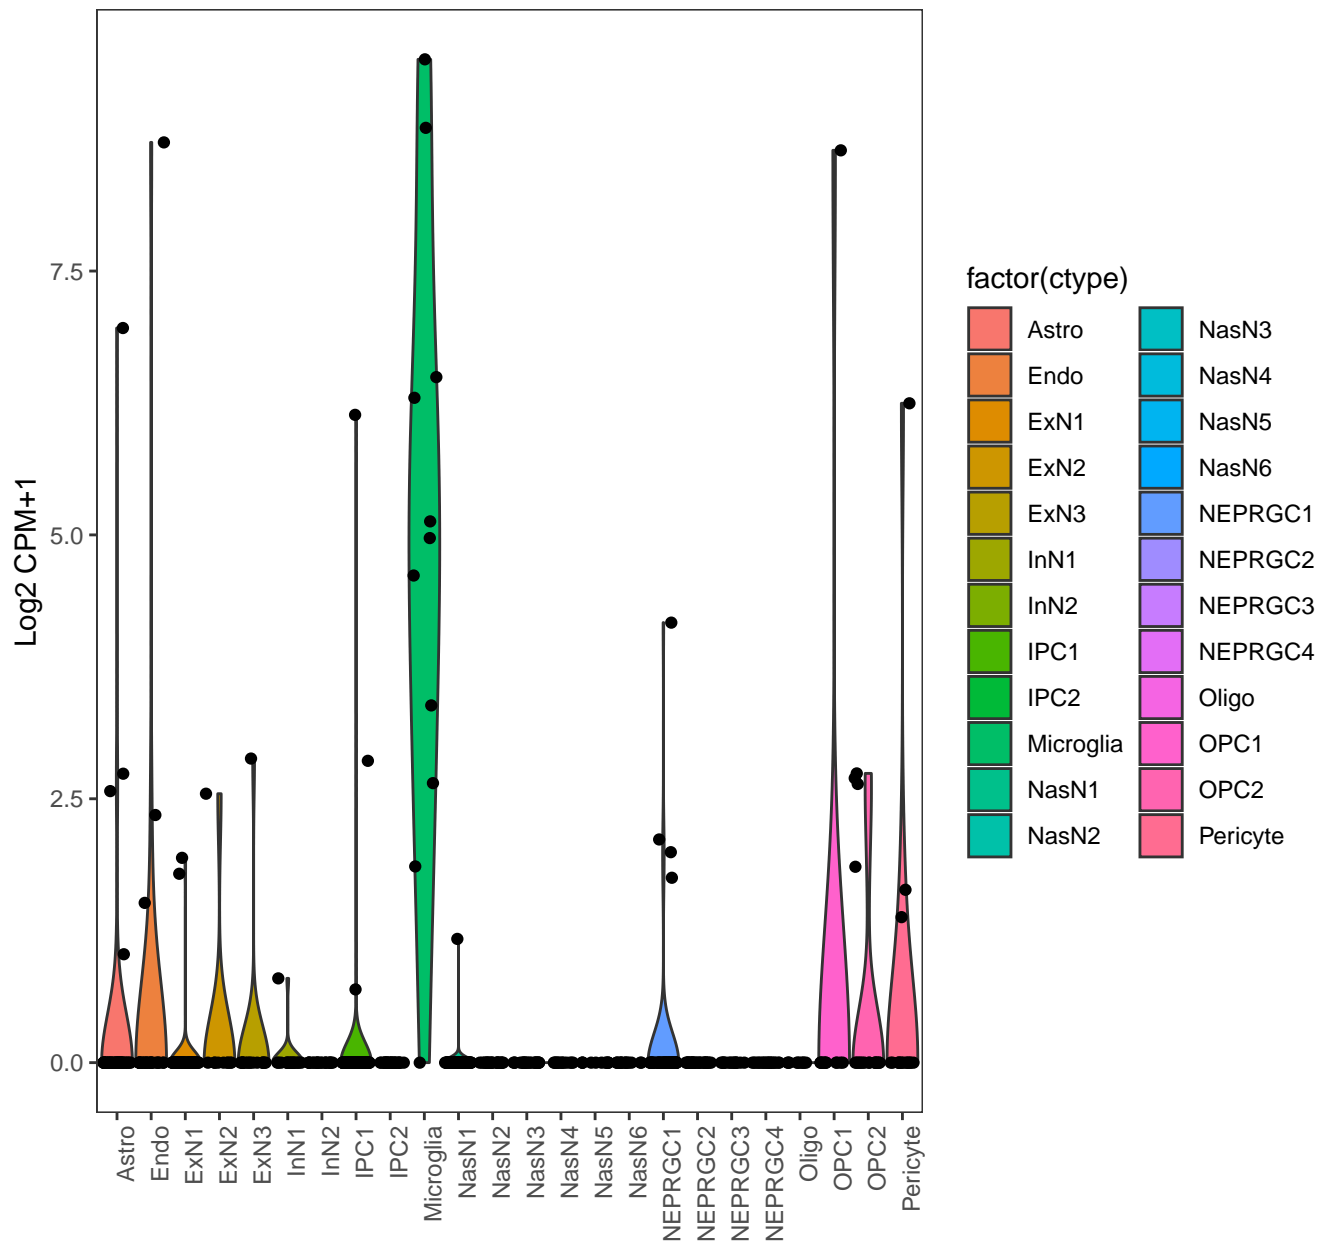 Log2 CPM+1
7.5
5.0
2.5
0.0
Astro
Endo
ExN1
ExN2
ExN3
InN1
InN2
IPC1
IPC2
Microglia
NasN1
NasN2
NasN3
NasN4
NasN5
NasN6
NEPRGC1
NEPRGC2
NEPRGC3
NEPRGC4
Oligo
OPC1
OPC2
Pericyte
factor(ctype)
Astro
Endo
ExN1
ExN2
ExN3
InN1
InN2
IPC1
IPC2
Microglia
NasN1
NasN2
NasN3
NasN4
NasN5
NasN6
NEPRGC1
NEPRGC2
NEPRGC3
NEPRGC4
Oligo
OPC1
OPC2
Pericyte